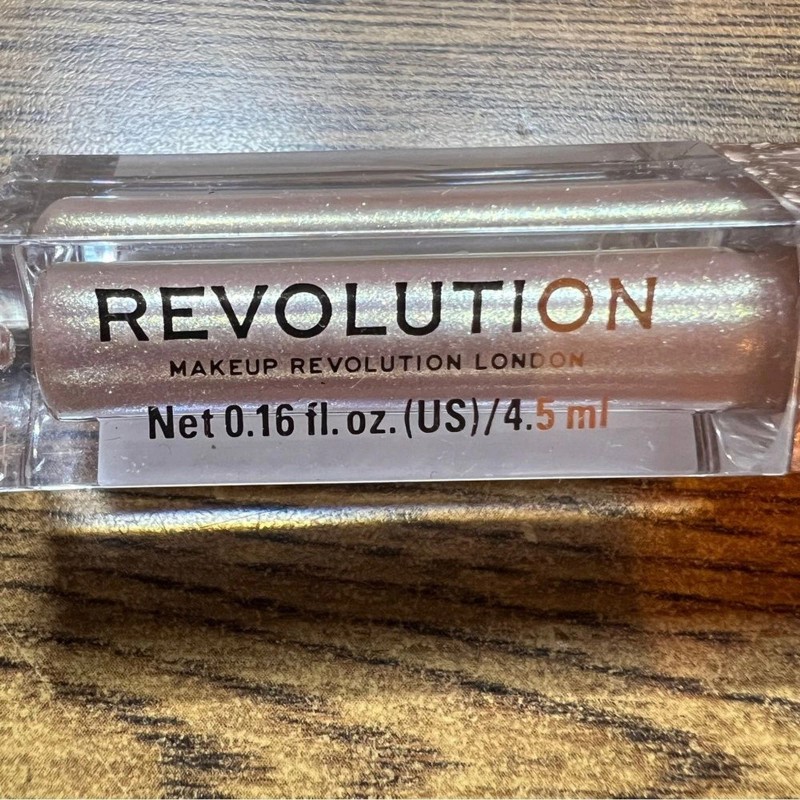 REVOLUTION
MAKEUP REVOLUTION LONDON
Net 0.16 fl.oz.(US)/4.5 ml